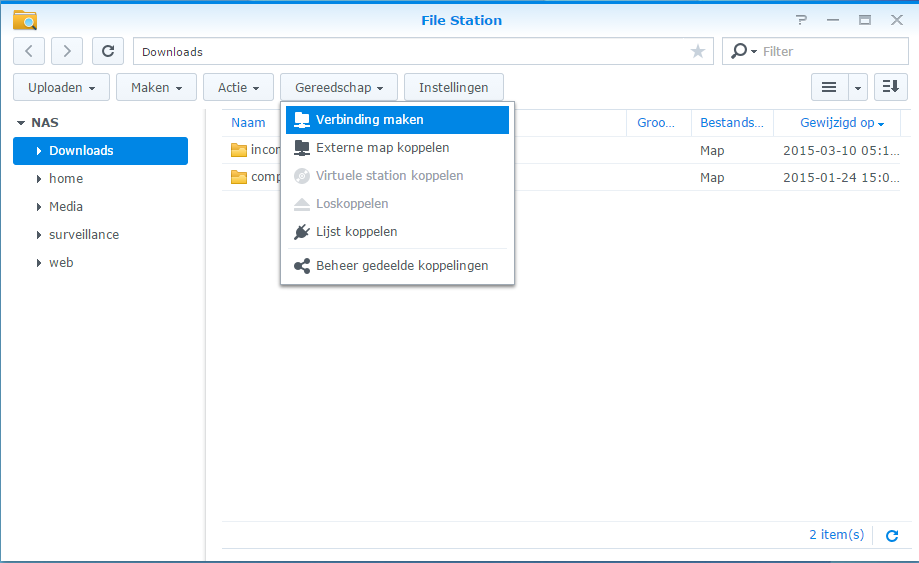 File Station
Downloads
Filter
Uploaden
Maken
Actie
Gereedschap
Instellingen
NAS
Downloads
home
Media
surveillance
web
Naam
Groo...
Bestands...
Gewijzigd op
Map
2015-03-10 05:1...
Map
2015-01-24 15:0...
Verbinding maken
Externe map koppelen
Virtuele station koppelen
Loskoppelen
Lijst koppelen
Beheer gedeelde koppelingen
2 item(s)